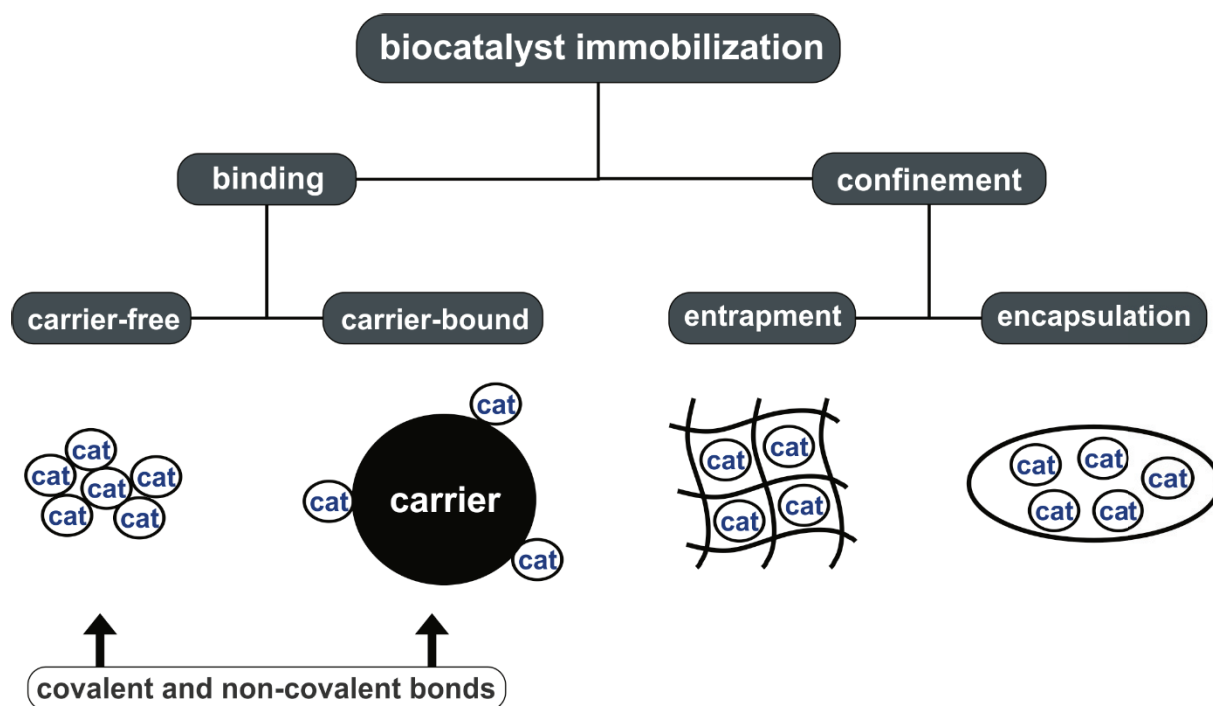 biocatalyst immobilization
binding
confinement
carrier-free
carrier-bound
entrapment
encapsulation
cat
cat
cat
cat
cat
cat
cat
cat
carrier
cat
cat
cat
cat
cat
cat
cat
cat
cat
cat
cat
covalent and non-covalent bonds